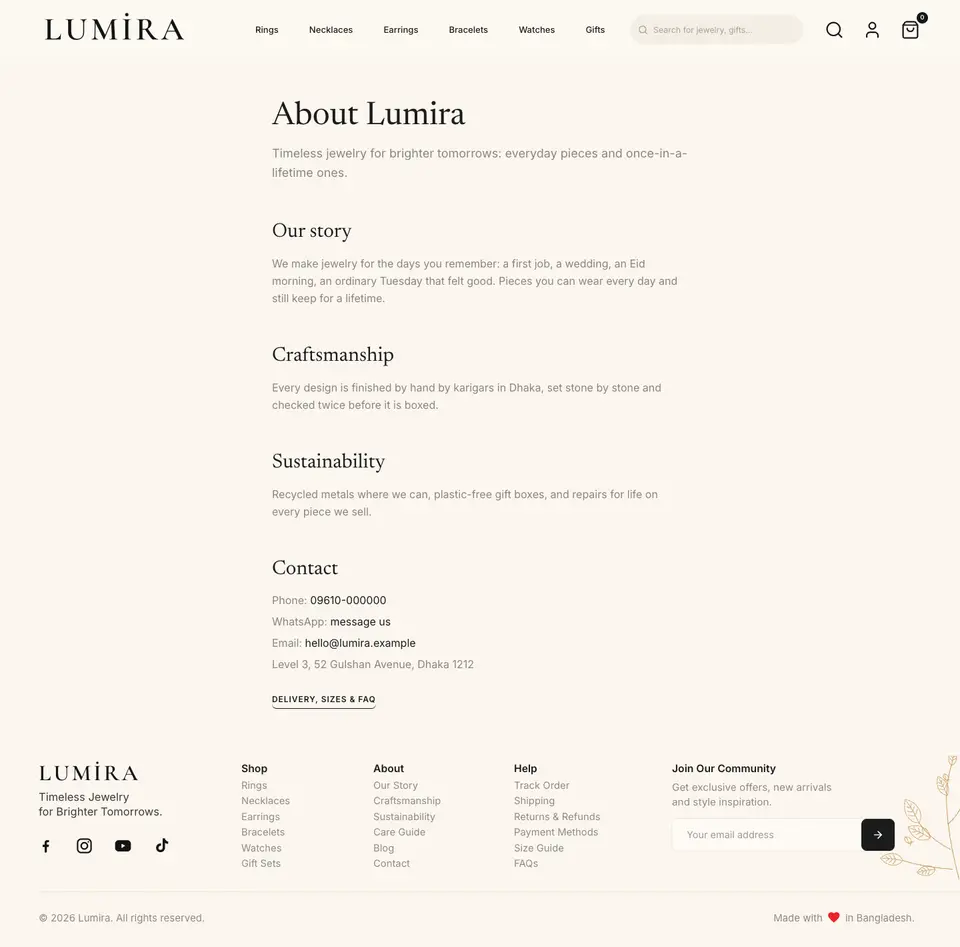 LUMİRA
Rings
Necklaces
Earrings
Bracelets
Watches
Gifts
Search for jewelry, gifts...
0
About Lumira
Timeless jewelry for brighter tomorrows: everyday pieces and once-in-a-
lifetime ones.
Our story
We make jewelry for the days you remember: a first job, a wedding, an Eid
morning, an ordinary Tuesday that felt good. Pieces you can wear every day and
still keep for a lifetime.
Craftsmanship
Every design is finished by hand by karigars in Dhaka, set stone by stone and
checked twice before it is boxed.
Sustainability
Recycled metals where we can, plastic-free gift boxes, and repairs for life on
every piece we sell.
Contact
Phone: 09610-000000
WhatsApp: message us
Email: hello@lumira.example
Level 3, 52 Gulshan Avenue, Dhaka 1212
DELIVERY, SIZES & FAQ
LUMİRA
Timeless Jewelry
for Brighter Tomorrows.
Shop
Rings
Necklaces
Earrings
Bracelets
Watches
Gift Sets
About
Our Story
Craftsmanship
Sustainability
Care Guide
Blog
Contact
Help
Track Order
Shipping
Returns & Refunds
Payment Methods
Size Guide
FAQs
Join Our Community
Get exclusive offers, new arrivals
and style inspiration.
Your email address
© 2026 Lumira. All rights reserved.
Made with ❤ in Bangladesh.